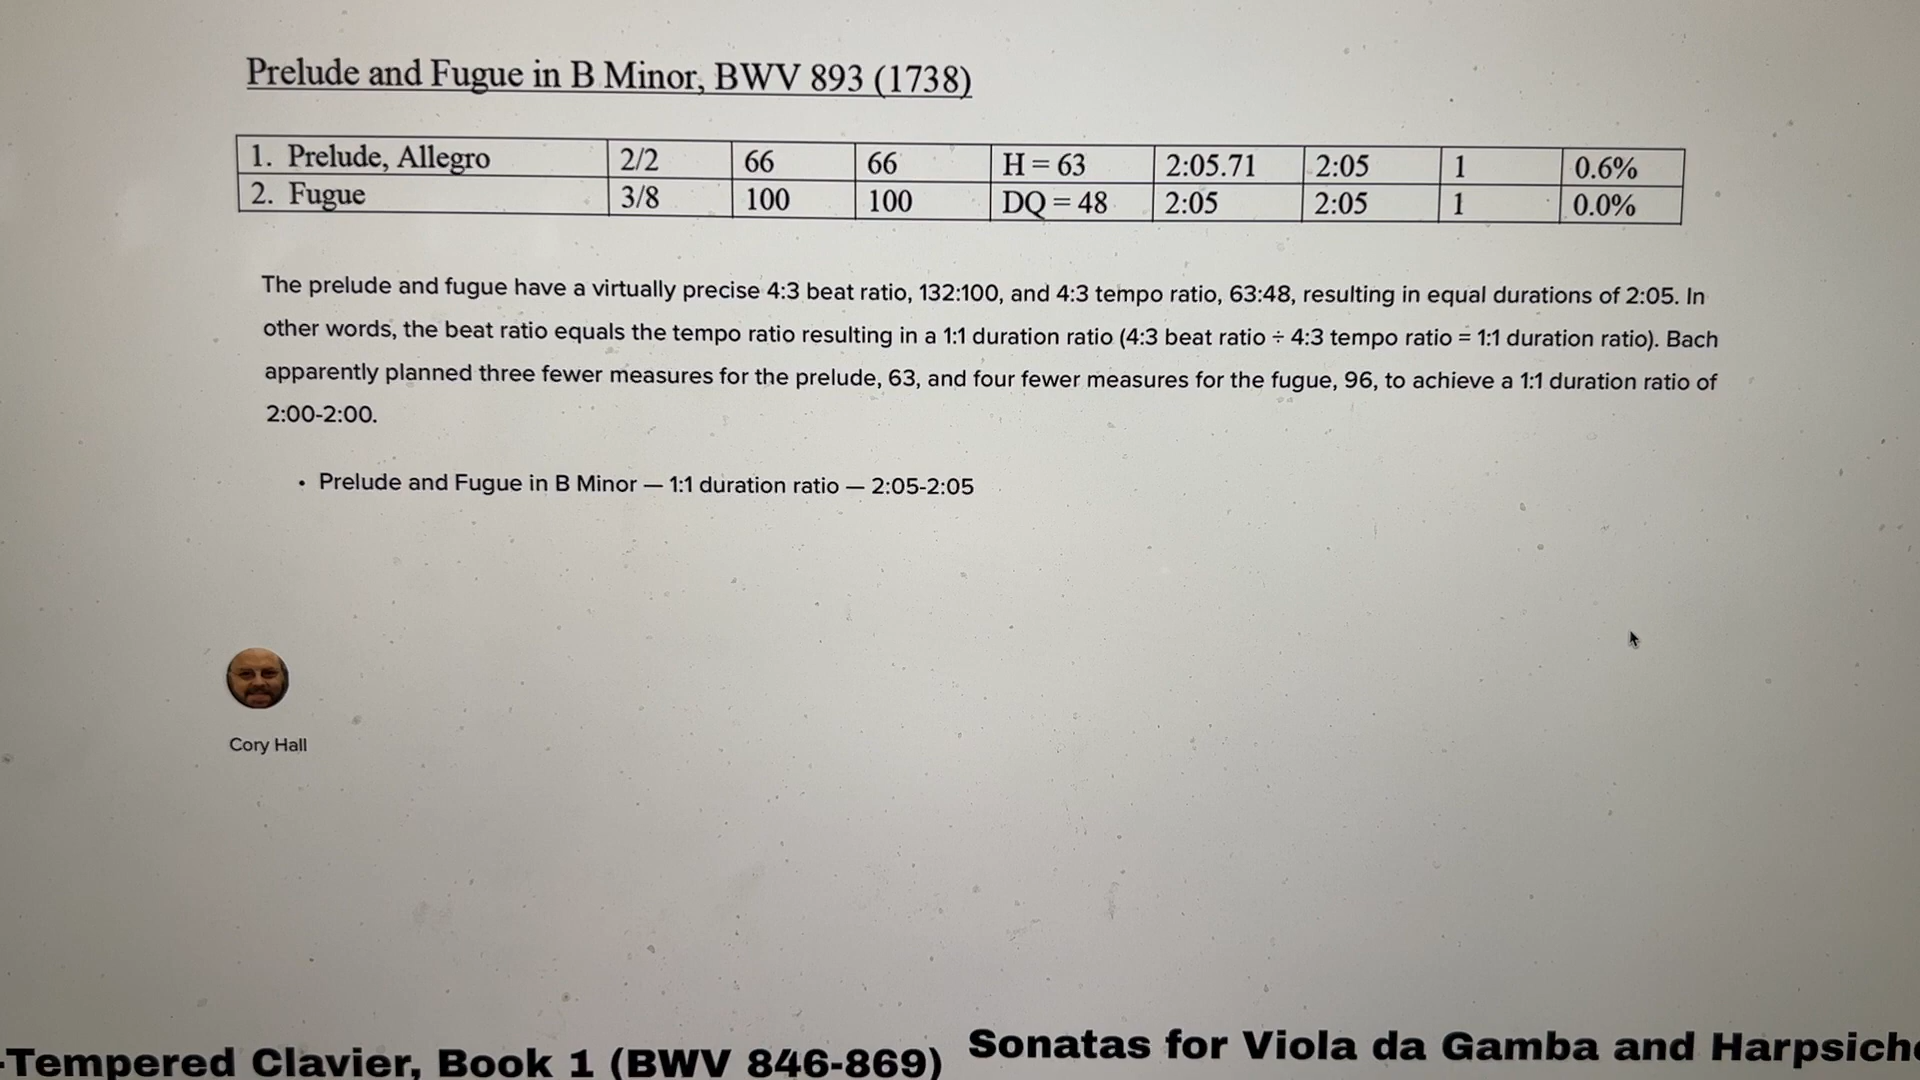 Prelude and Fugue in B Minor, BWV 893 (1738)
1. Prelude, Allegro 2/2 66 66 H = 63 2:05.71 2:05 1 0.6%
2. Fugue 3/8 100 100 DQ = 48 2:05 2:05 1 0.0%
The prelude and fugue have a virtually precise 4:3 beat ratio, 132:100, and 4:3 tempo ratio, 63:48, resulting in equal durations of 2:05. In
other words, the beat ratio equals the tempo ratio resulting in a 1:1 duration ratio (4:3 beat ratio ÷ 4:3 tempo ratio = 1:1 duration ratio). Bach
apparently planned three fewer measures for the prelude, 63, and four fewer measures for the fugue, 96, to achieve a 1:1 duration ratio of
2:00-2:00.
• Prelude and Fugue in B Minor — 1:1 duration ratio — 2:05-2:05
Cory Hall
-Tempered Clavier, Book 1 (BWV 846-869)
Sonatas for Viola da Gamba and Harpsich